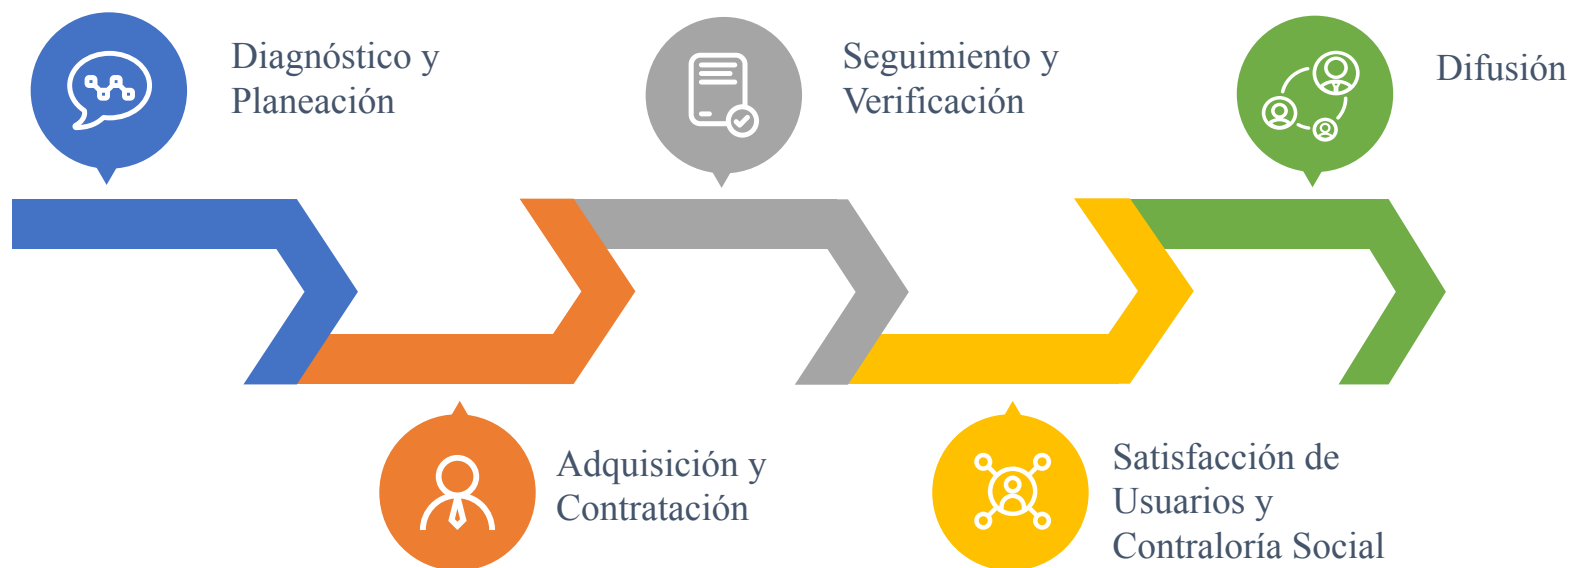 Diagnóstico y
Planeación
Adquisición y
Contratación
Seguimiento y
Verificación
Satisfacción de
Usuarios y
Contraloría Social
Difusión